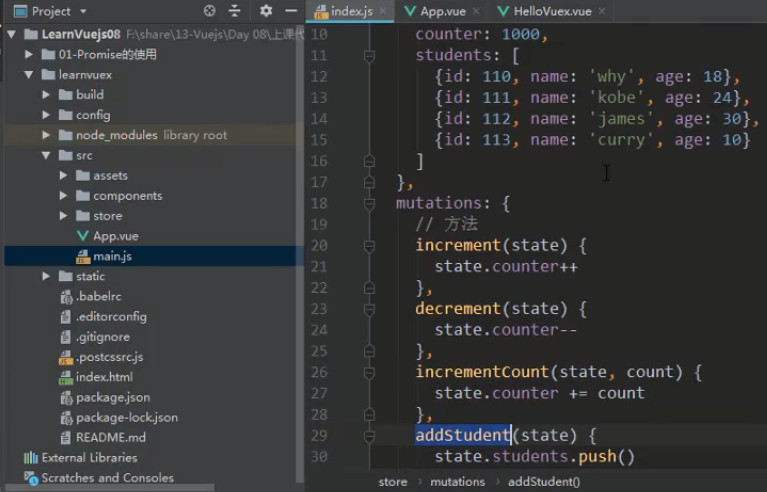 Project
LearnVuejs08 F:\share\13-Vuejs\Day 08\上课代
01-Promise的使用
learnvuex
build
config
node_modules library root
src
assets
components
store
App.vue
main.js
static
.babelrc
.editorconfig
.gitignore
.postcssrc.js
index.html
package.json
package-lock.json
README.md
External Libraries
Scratches and Consoles
index.js × App.vue × HelloVuex.vue ×
10 counter: 1000,
11 students: [
12 {id: 110, name: 'why', age: 18},
13 {id: 111, name: 'kobe', age: 24},
14 {id: 112, name: 'james', age: 30},
15 {id: 113, name: 'curry', age: 10}
16 ]
17 },
18 mutations: {
19 // 方法
20 increment(state) {
21 state.counter++
22 },
23 decrement(state) {
24 state.counter--
25 },
26 incrementCount(state, count) {
27 state.counter += count
28 },
29 addStudent(state) {
30 state.students.push()
store › mutations › addStudent()